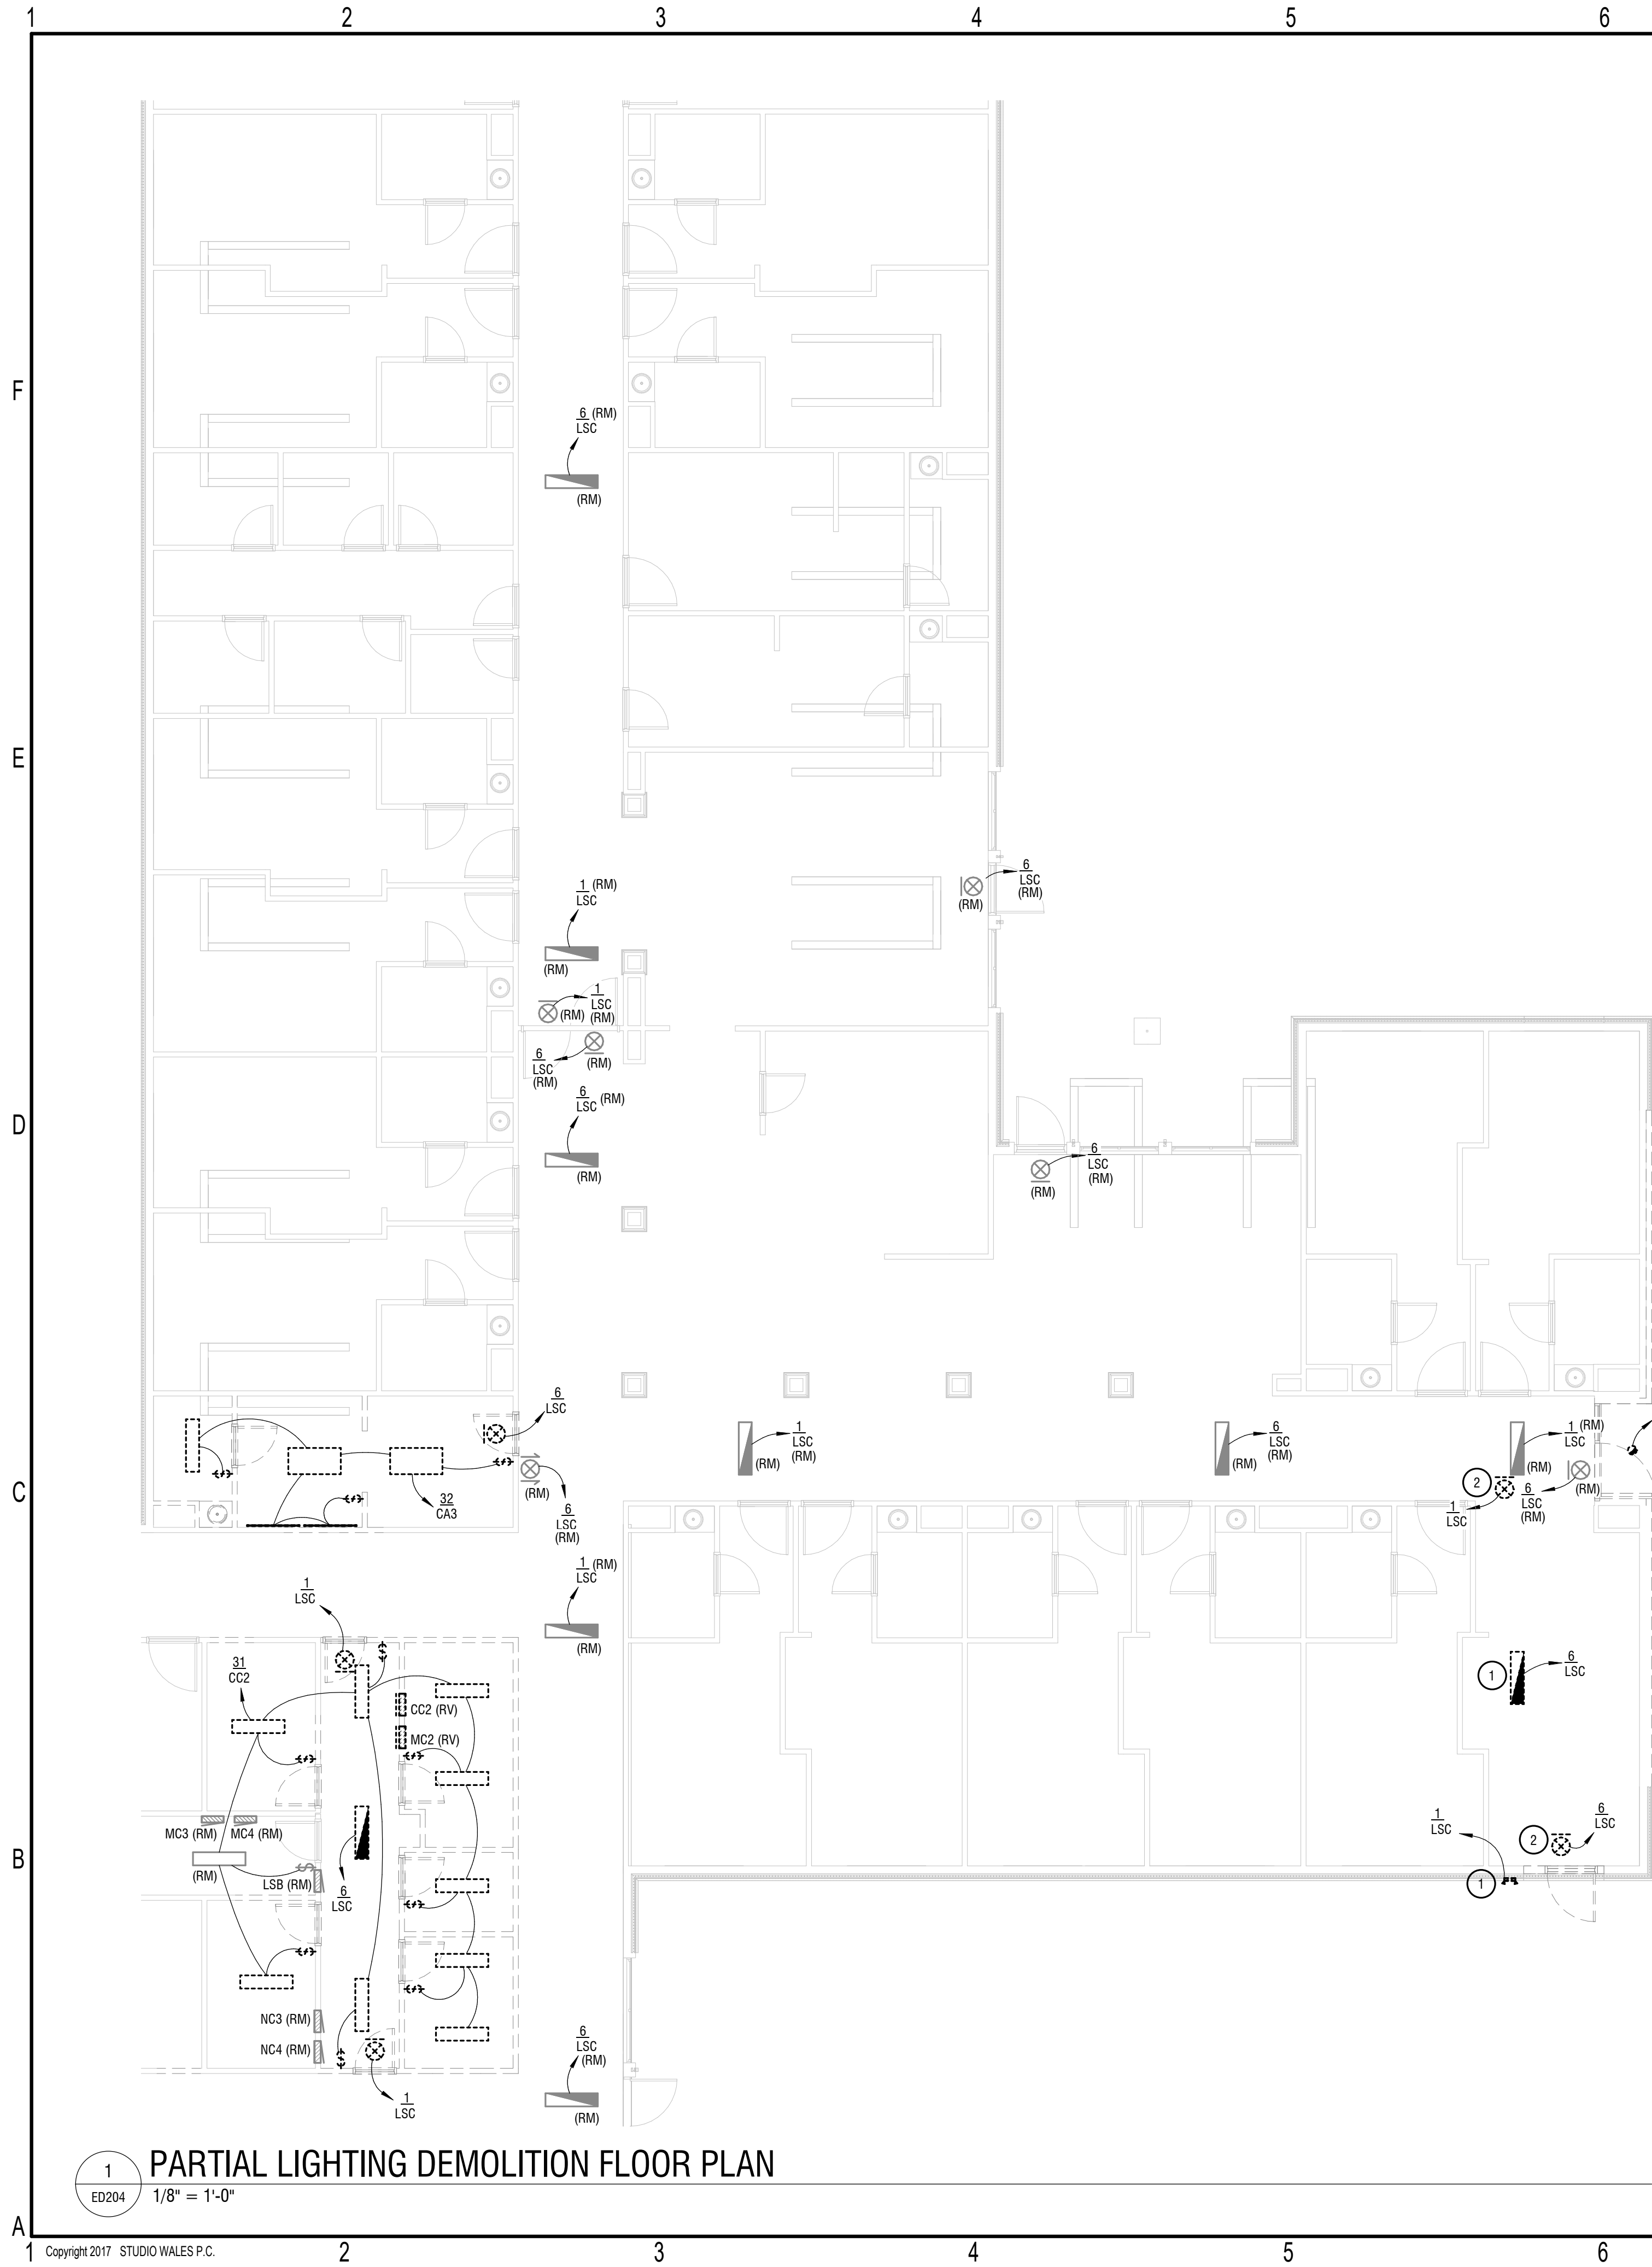 1 2 3 4 5 6
F
6 (RM)
LSC
(RM)
E
6
LSC
(RM)
(RM)
1 (RM)
LSC
(RM)
1
LSC
(RM)
(RM)
6
LSC
(RM)
(RM)
D
6 (RM)
LSC
(RM)
6
LSC
(RM)
(RM)
6
LSC
C
(RM)
6
LSC
(RM)
32
CA3
1
LSC
(RM)
(RM)
6
LSC
(RM)
(RM)
1 (RM)
LSC
(RM)
2
1
LSC
6
LSC
(RM)
(RM)
1 (RM)
LSC
(RM)
1
LSC
31
CC2
CC2 (RV)
MC2 (RV)
1
6
LSC
MC3 (RM) MC4 (RM)
B
(RM)
LSB (RM)
6
LSC
1
LSC
2
6
LSC
1
NC3 (RM)
NC4 (RM)
1
LSC
6
LSC
(RM)
(RM)
1
ED204
PARTIAL LIGHTING DEMOLITION FLOOR PLAN
1/8" = 1'-0"
A
1 2 3 4 5 6
Copyright 2017 STUDIO WALES P.C.